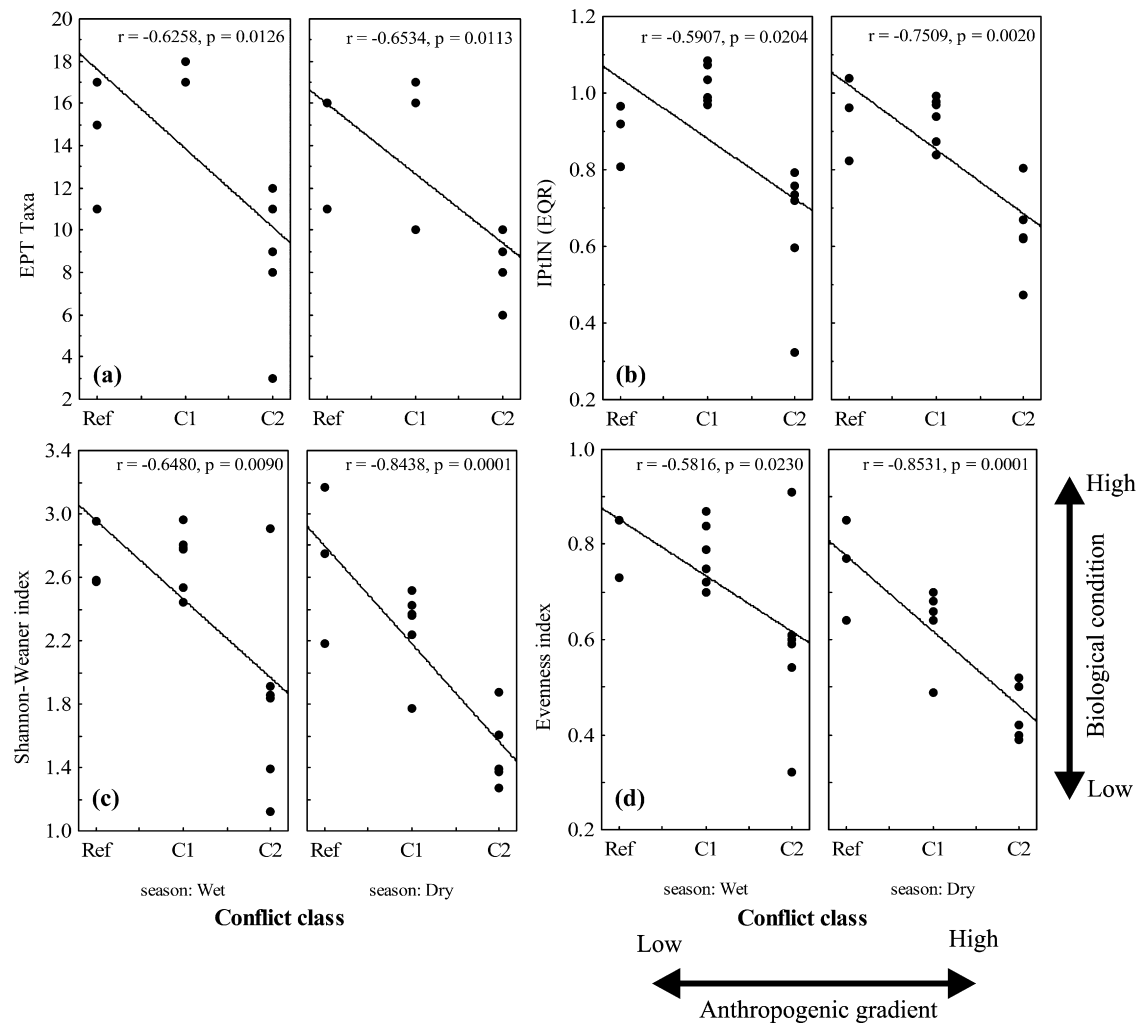 r = -0.6258, p = 0.0126
r = -0.6534, p = 0.0113
20
18
16
14
12
10
8
6
4
2
EPT Taxa
(a)
Ref C1 C2
Ref C1 C2
r = -0.5907, p = 0.0204
r = -0.7509, p = 0.0020
1.2
1.0
0.8
0.6
0.4
0.2
IPtIN (EQR)
(b)
Ref C1 C2
Ref C1 C2
r = -0.6480, p = 0.0090
r = -0.8438, p = 0.0001
3.4
3.0
2.6
2.2
1.8
1.4
1.0
Shannon-Weaner index
(c)
Ref C1 C2
Ref C1 C2
season: Wet
season: Dry
Conflict class
r = -0.5816, p = 0.0230
r = -0.8531, p = 0.0001
1.0
0.8
0.6
0.4
0.2
Evenness index
(d)
Ref C1 C2
Ref C1 C2
season: Wet
season: Dry
Conflict class
High
Biological condition
Low
Low
High
Anthropogenic gradient